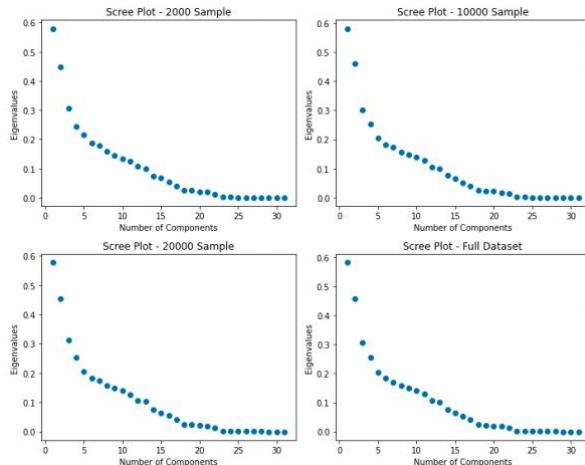 Scree Plot - 2000 Sample
0.6
0.5
0.4
0.3
0.2
0.1
0.0
Eigenvalues
0 5 10 15 20 25 30
Number of Components
Scree Plot - 10000 Sample
0.6
0.5
0.4
0.3
0.2
0.1
0.0
Eigenvalues
0 5 10 15 20 25 30
Number of Components
Scree Plot - 20000 Sample
0.6
0.5
0.4
0.3
0.2
0.1
0.0
Eigenvalues
0 5 10 15 20 25 30
Number of Components
Scree Plot - Full Dataset
0.6
0.5
0.4
0.3
0.2
0.1
0.0
Eigenvalues
0 5 10 15 20 25 30
Number of Components